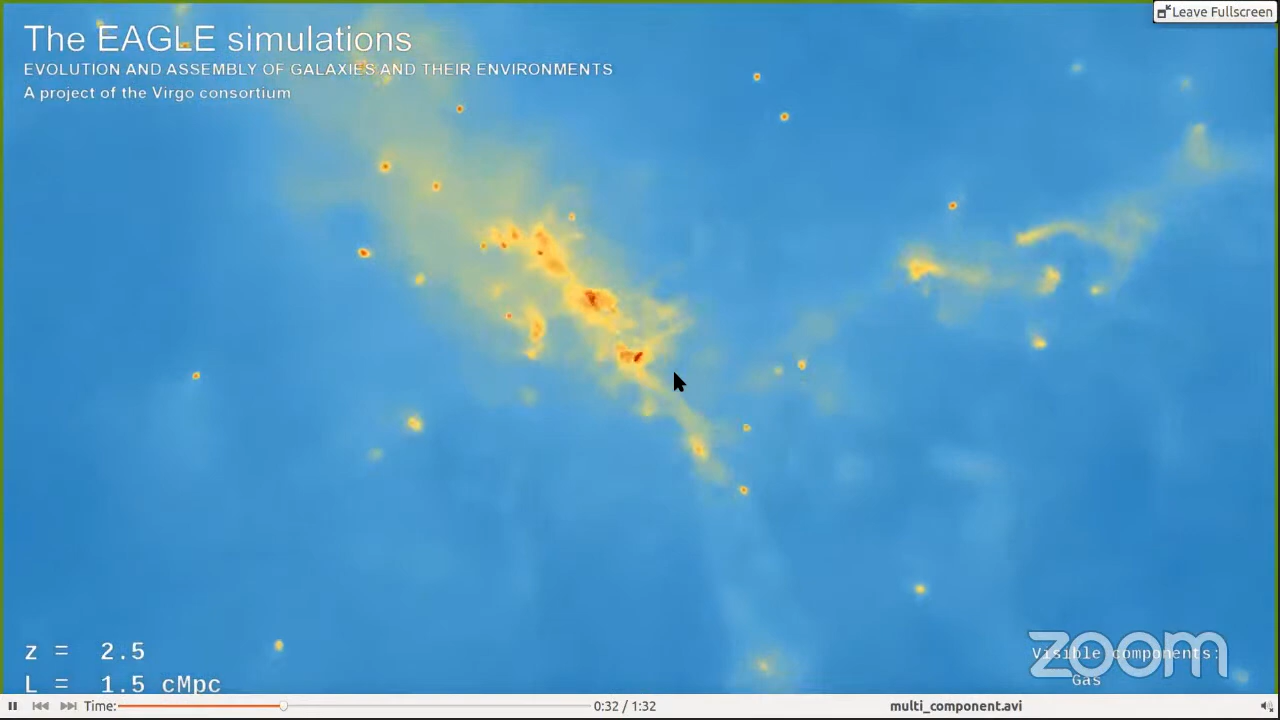 Leave Fullscreen
The EAGLE simulations
EVOLUTION AND ASSEMBLY OF GALAXIES AND THEIR ENVIRONMENTS
A project of the Virgo consortium
z = 2.5
L = 1.5 cMpc
Visible components:
Gas
zoom
Time:
0:32 / 1:32
multi_component.avi